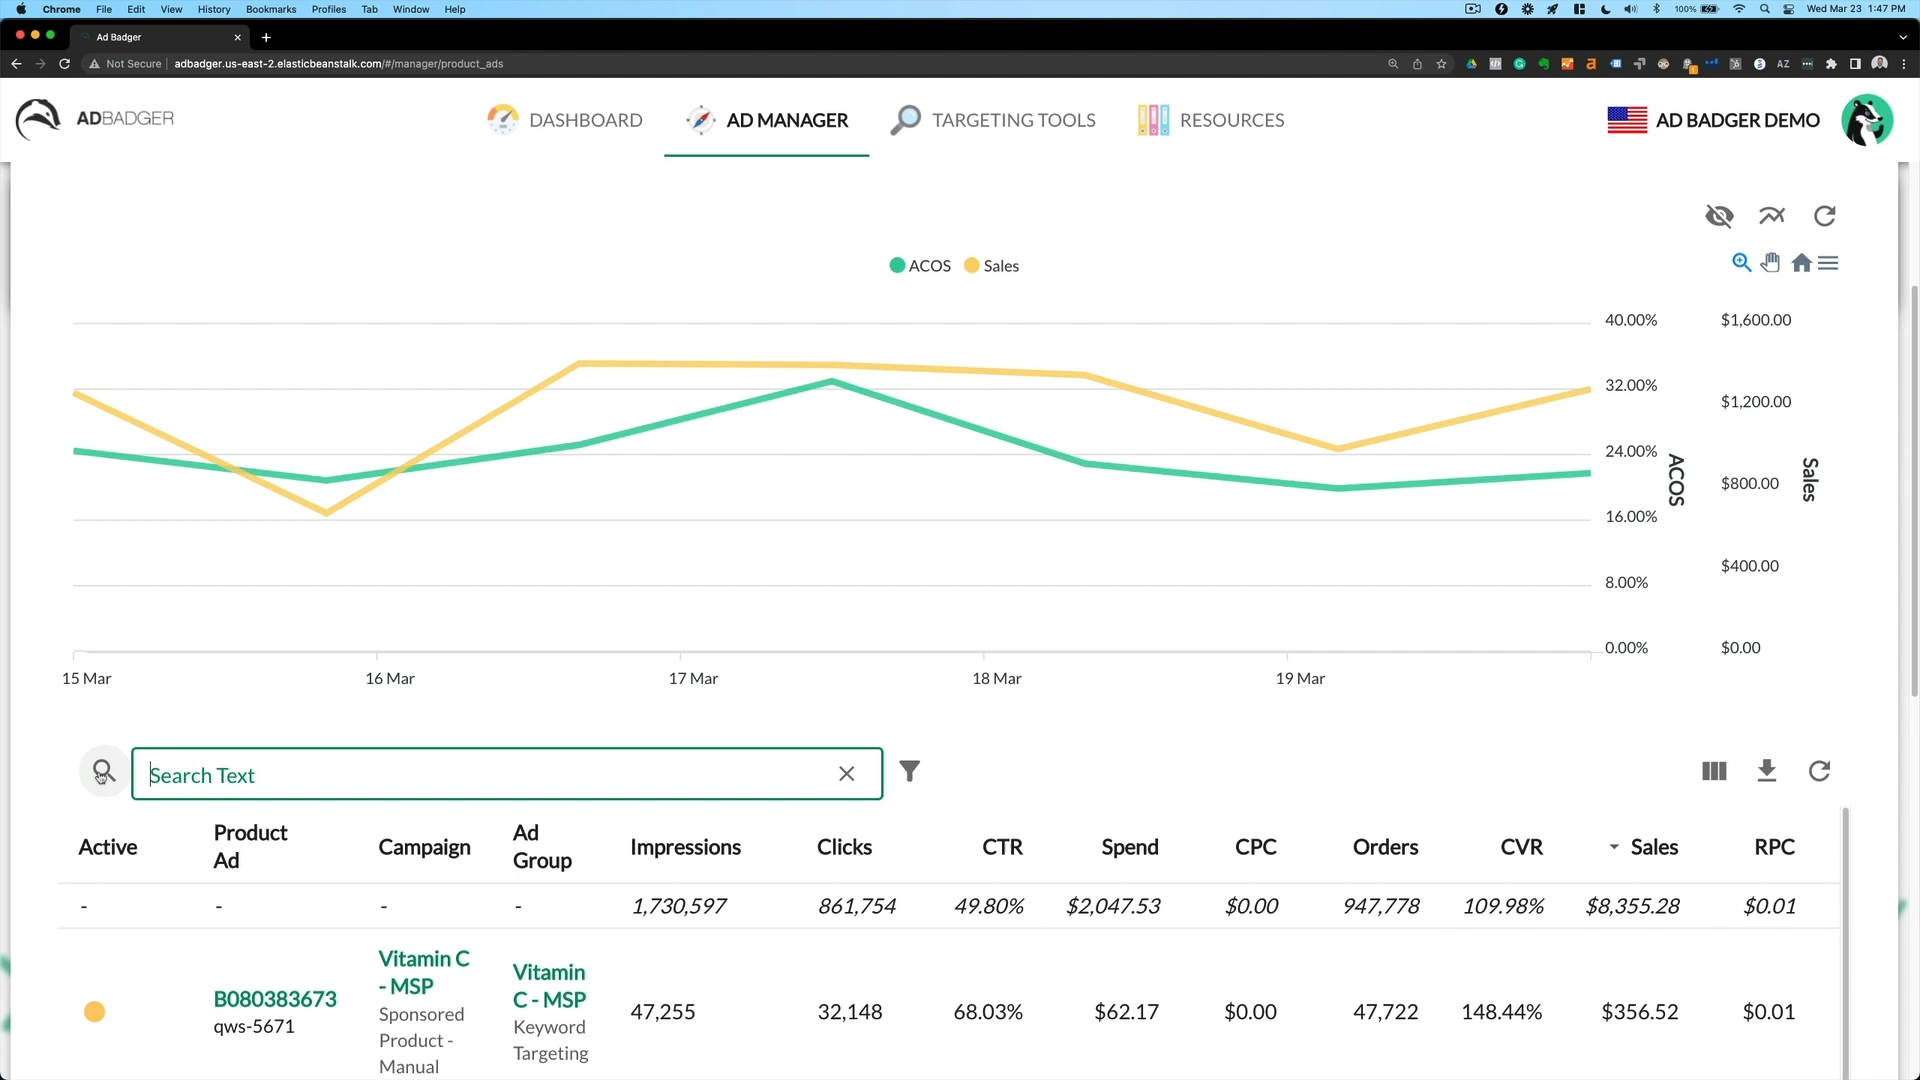 Chrome File Edit View History Bookmarks Profiles Tab Window Help 100% Wed Mar 23 1:47 PM
Ad Badger
Not Secure adbadger.us-east-2.elasticbeanstalk.com/#/manager/product_ads AZ
ADBADGER DASHBOARD AD MANAGER TARGETING TOOLS RESOURCES AD BADGER DEMO
ACOS Sales
40.00% $1,600.00
32.00% $1,200.00
24.00% $800.00
16.00% $400.00
8.00% $0.00
0.00%
ACOS
Sales
15 Mar 16 Mar 17 Mar 18 Mar 19 Mar
Search Text
Active Product Ad Campaign Ad Group Impressions Clicks CTR Spend CPC Orders CVR Sales RPC
- - - - 1,730,597 861,754 49.80% $2,047.53 $0.00 947,778 109.98% $8,355.28 $0.01
B080383673
qws-5671
Vitamin C
- MSP
Sponsored
Product -
Manual
Vitamin
C - MSP
Keyword
Targeting
47,255 32,148 68.03% $62.17 $0.00 47,722 148.44% $356.52 $0.01